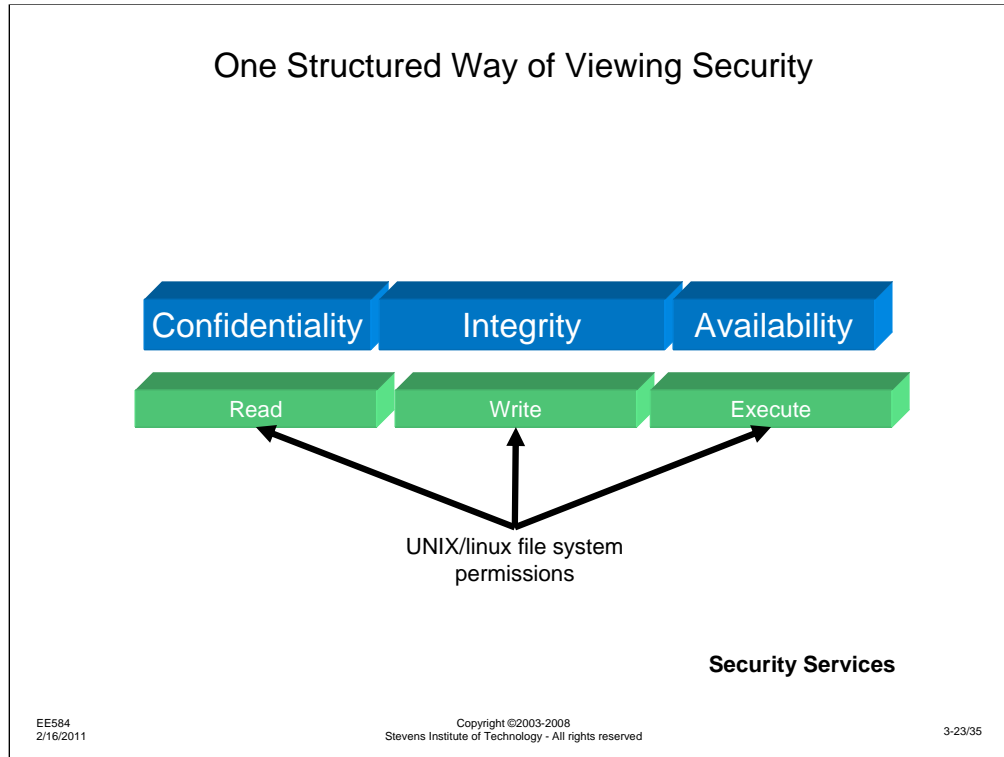 One Structured Way of Viewing Security
Confidentiality
Integrity
Availability
Read
Write
Execute
UNIX/linux file system
permissions
Security Services
EE584
2/16/2011
Copyright ©2003-2008
Stevens Institute of Technology - All rights reserved
3-23/35